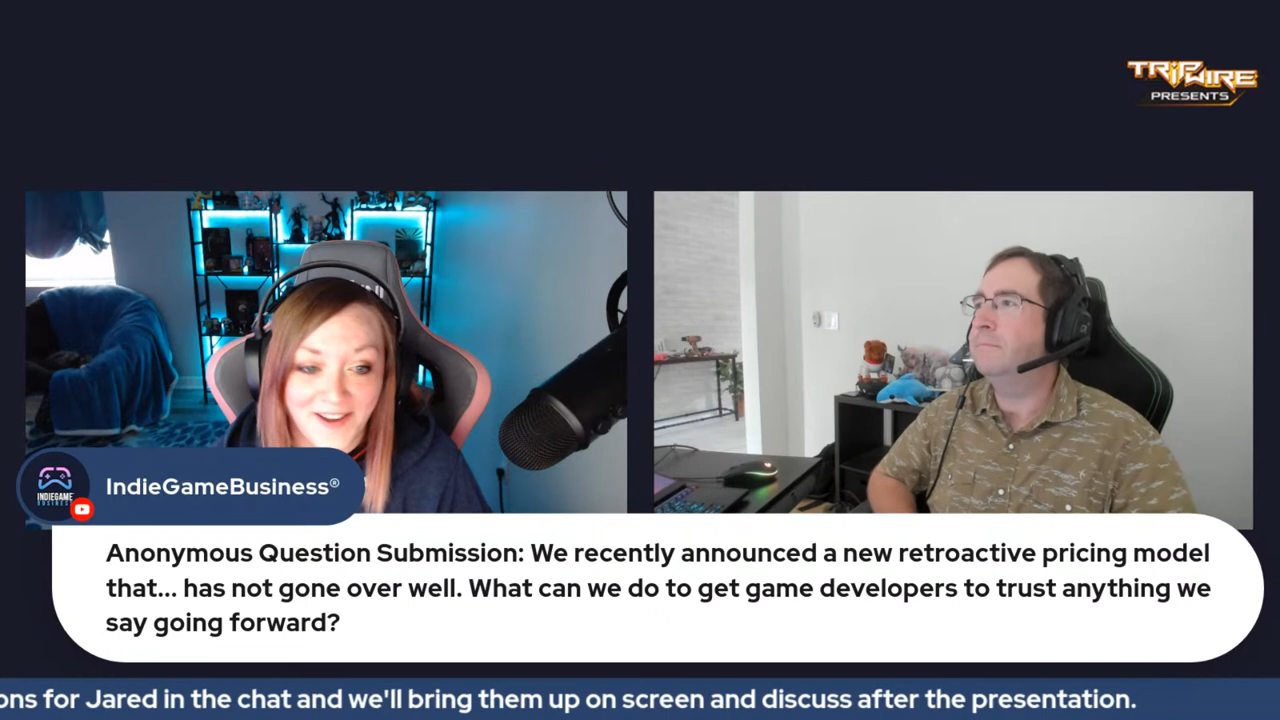 TRIPWIRE
PRESENTS
INDIEGAME
BUSINESS
IndieGameBusiness®
Anonymous Question Submission: We recently announced a new retroactive pricing model
that... has not gone over well. What can we do to get game developers to trust anything we
say going forward?
ons for Jared in the chat and we'll bring them up on screen and discuss after the presentation.